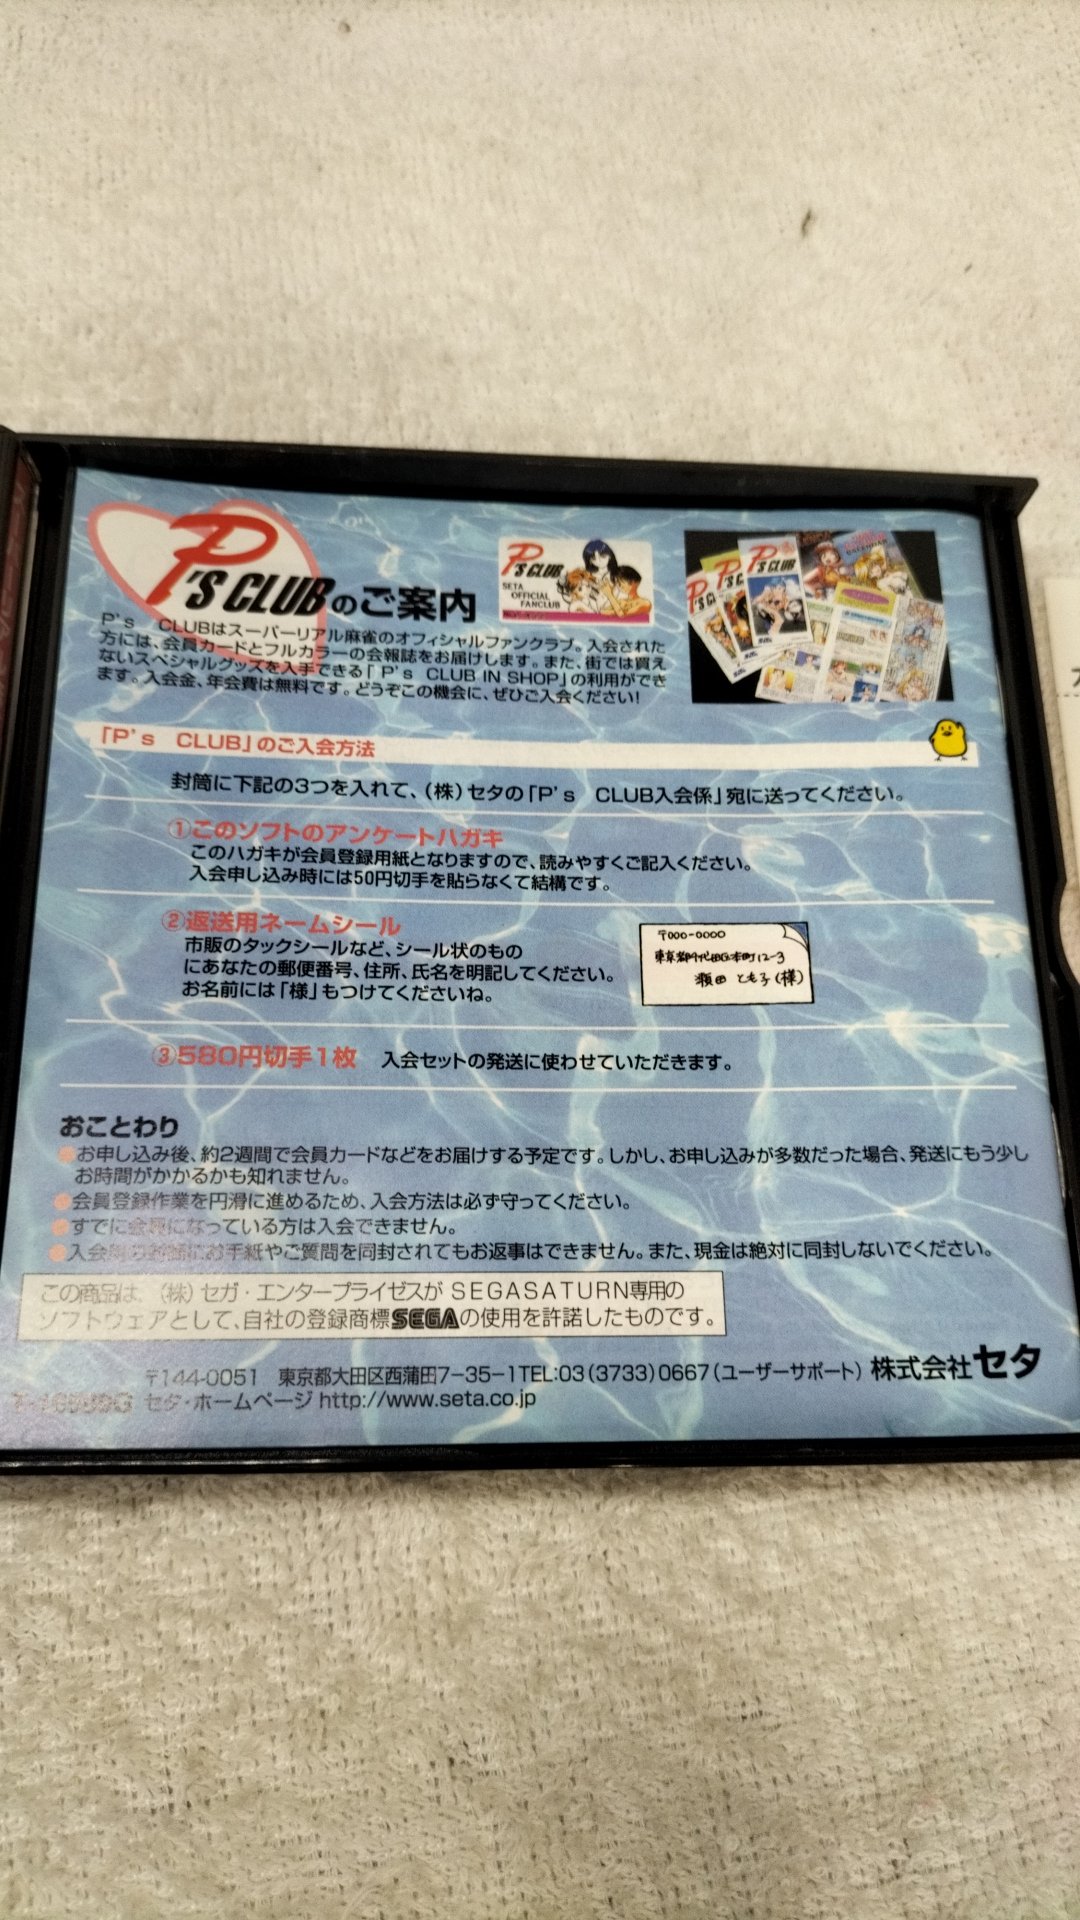 P'S CLUBのご案内
P'S CLUB
SETA
OFFICIAL
FANCLUB
P'S CLUB
CALENDAR
P's　CLUBはスーパーリアル麻雀のオフィシャルファンクラブ。入会された
方には、会員カードとフルカラーの会報誌をお届けします。また、街では買え
ないスペシャルグッズを入手できる「P's　CLUB IN SHOP」の利用ができ
ます。入会金、年会費は無料です。どうぞこの機会に、ぜひご入会ください!
「P's　CLUB」のご入会方法
封筒に下記の3つを入れて、(株)セタの「P's　CLUB入会係」宛に送ってください。
①このソフトのアンケートハガキ
このハガキが会員登録用紙となりますので、読みやすくご記入ください。
入会申し込み時には50円切手を貼らなくて結構です。
②返送用ネームシール
市販のタックシールなど、シール状のもの
にあなたの郵便番号、住所、氏名を明記してください。
お名前には「様」もつけてくださいね。
〒000-0000
東京都千代田区本町12-3
瀬田 とも子(様)
③580円切手1枚　入会セットの発送に使わせていただきます。
おことわり
●お申し込み後、約2週間で会員カードなどをお届けする予定です。しかし、お申し込みが多数だった場合、発送にもう少し
お時間がかかるかも知れません。
●会員登録作業を円滑に進めるため、入会方法は必ず守ってください。
●すでに会員になっている方は入会できません。
●入会 お手紙やご質問を同封されてもお返事はできません。また、現金は絶対に同封しないでください。
この商品は、(株)セガ・エンタープライゼスが SEGASATURN専用の
ソフトウェアとして、自社の登録商標SEGAの使用を許諾したものです。
〒144-0051　東京都大田区西蒲田7-35-1TEL:03(3733)0667(ユーザーサポート) 株式会社セタ
セタ・ホームページ http://www.seta.co.jp